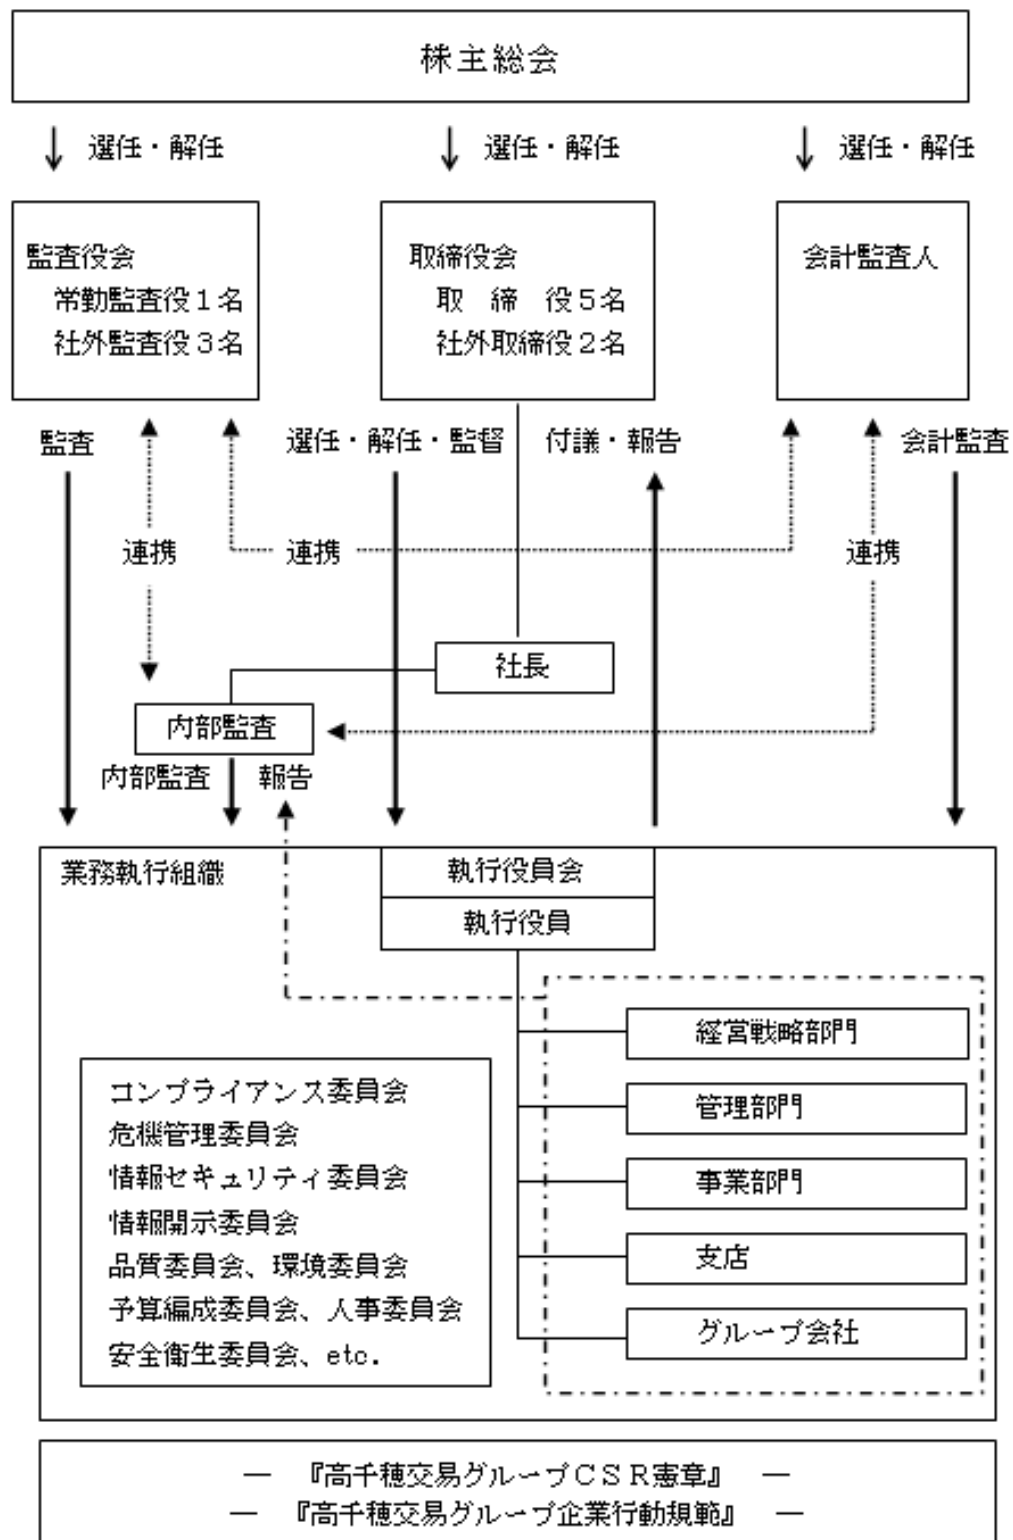 株主総会
選任・解任
選任・解任
選任・解任
監査役会
常勤監査役1名
社外監査役3名
取締役会
取 締 役5名
社外取締役2名
会計監査人
監査
選任・解任・監督
付議・報告
会計監査
連携
連携
連携
社長
内部監査
内部監査
報告
業務執行組織
執行役員会
執行役員
経営戦略部門
管理部門
事業部門
支店
グループ会社
コンプライアンス委員会
危機管理委員会
情報セキュリティ委員会
情報開示委員会
品質委員会、環境委員会
予算編成委員会、人事委員会
安全衛生委員会、etc.
― 『高千穂交易グループCSR憲章』 ―
― 『高千穂交易グループ企業行動規範』 ―